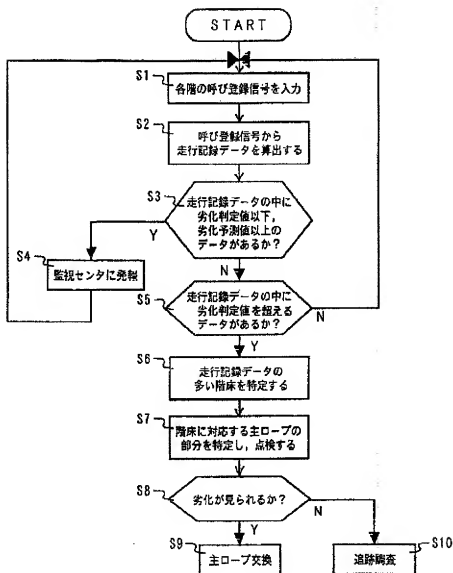 START
S1
各階の呼び登録信号を入力
S2
呼び登録信号から
走行記録データを算出する
S3
走行記録データの中に
劣化判定値以下,
劣化予測値以上の
データがあるか?
Y
S4
監視センタに発報
N
S5
走行記録データの中に
劣化判定値を超える
データがあるか?
N
Y
S6
走行記録データの
多い階床を特定する
S7
階床に対応する主ロープの
部分を特定し,点検する
S8
劣化が見られるか?
N
Y
S9
主ロープ交換
S10
追跡調査